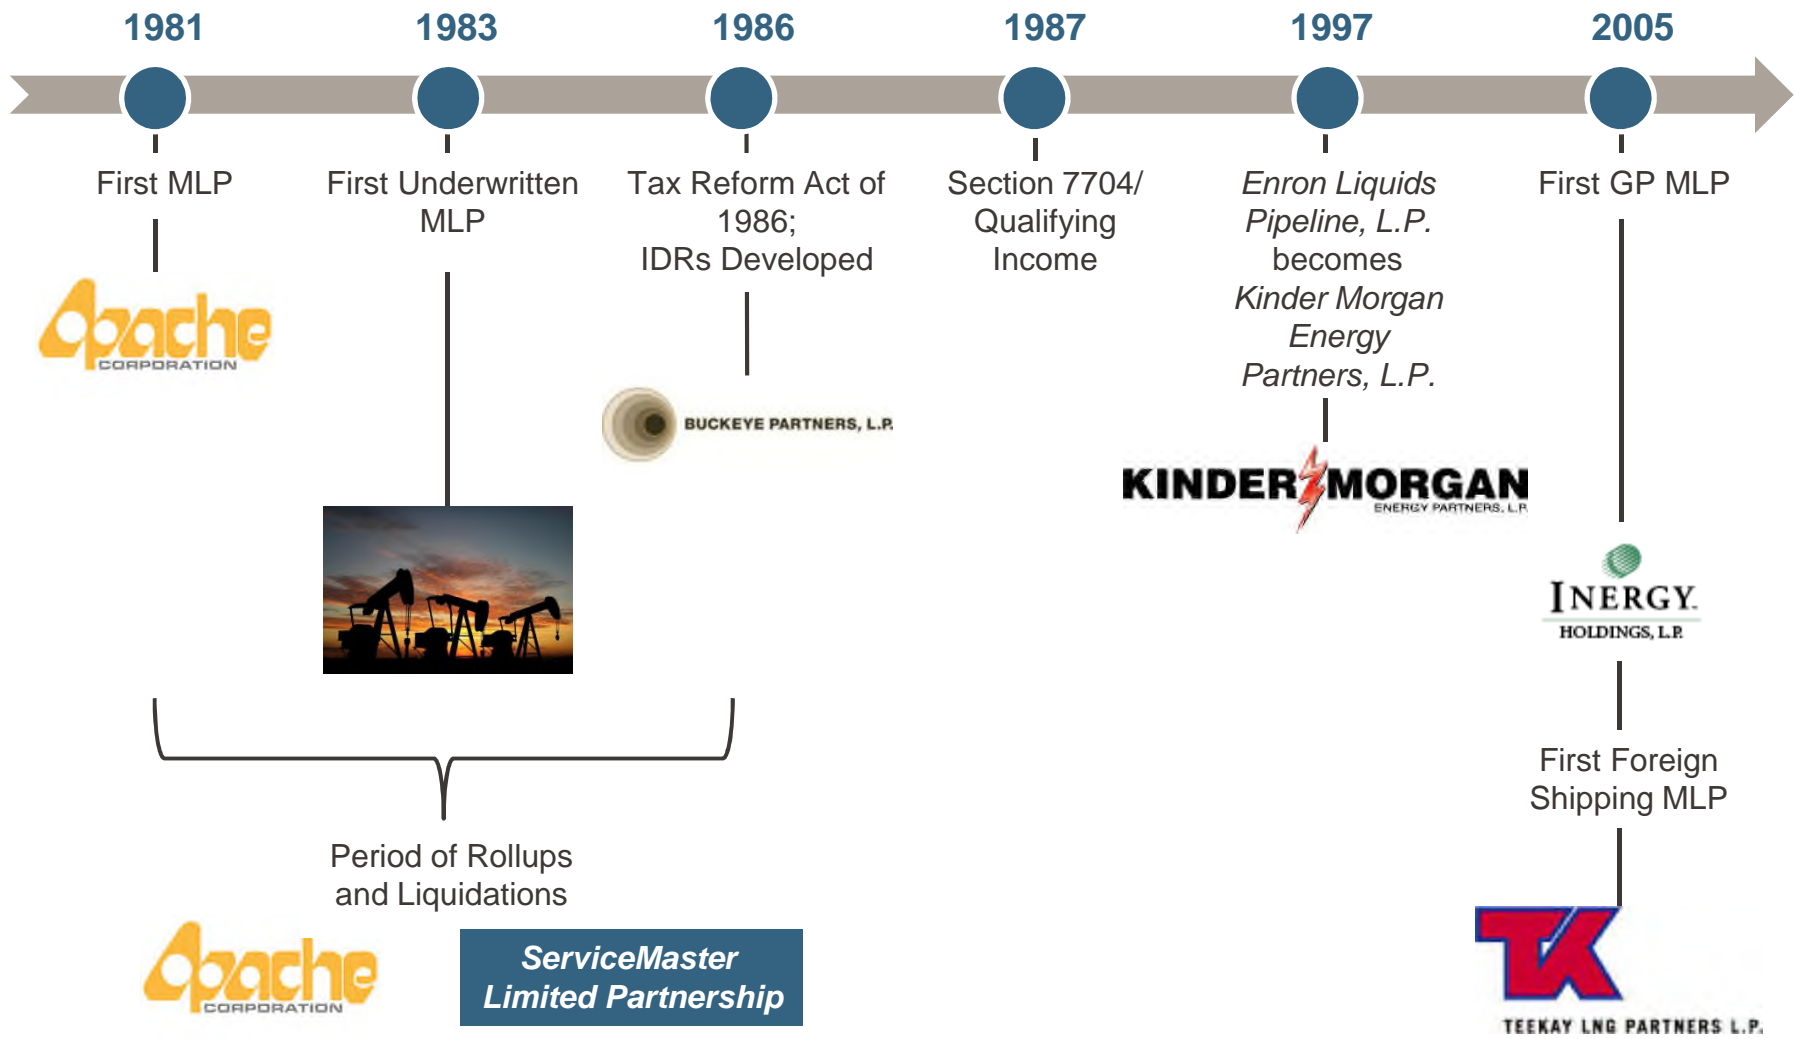 1981
1983
1986
1987
1997
2005
First MLP
Apache
CORPORATION
First Underwritten
MLP
Tax Reform Act of
1986;
IDRs Developed
BUCKEYE PARTNERS, L.P.
Section 7704/
Qualifying
Income
Enron Liquids
Pipeline, L.P.
becomes
Kinder Morgan
Energy
Partners, L.P.
KINDER MORGAN
ENERGY PARTNERS, L.P.
First GP MLP
INERGY.
HOLDINGS, L.P.
First Foreign
Shipping MLP
TK
TEEKAY LNG PARTNERS L.P.
Period of Rollups
and Liquidations
Apache
CORPORATION
ServiceMaster
Limited Partnership